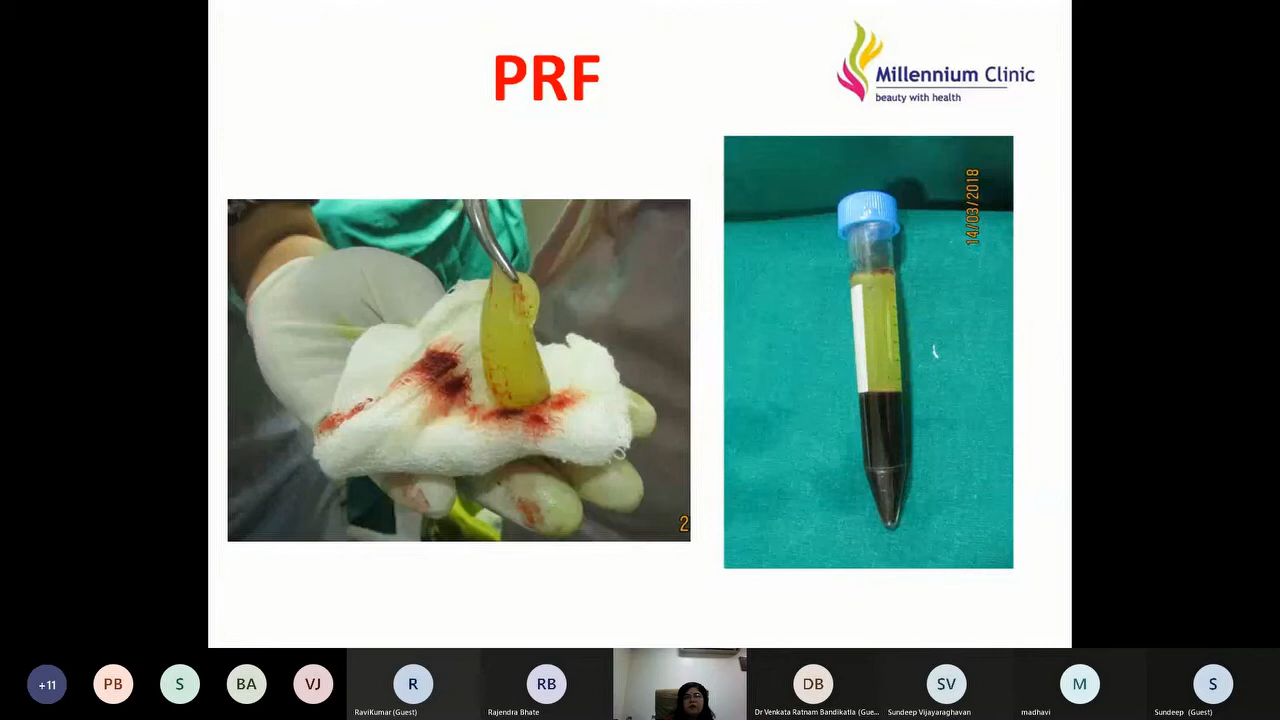 PRF
Millennium Clinic
beauty with health
14/03/2018
2
+11
PB
S
BA
VJ
R
RaviKumar (Guest)
RB
Rajendra Bhate
DB
Dr Venkata Ratnam Bandikatla (Gue...
SV
Sundeep Vijayaraghavan
M
madhavi
S
Sundeep (Guest)